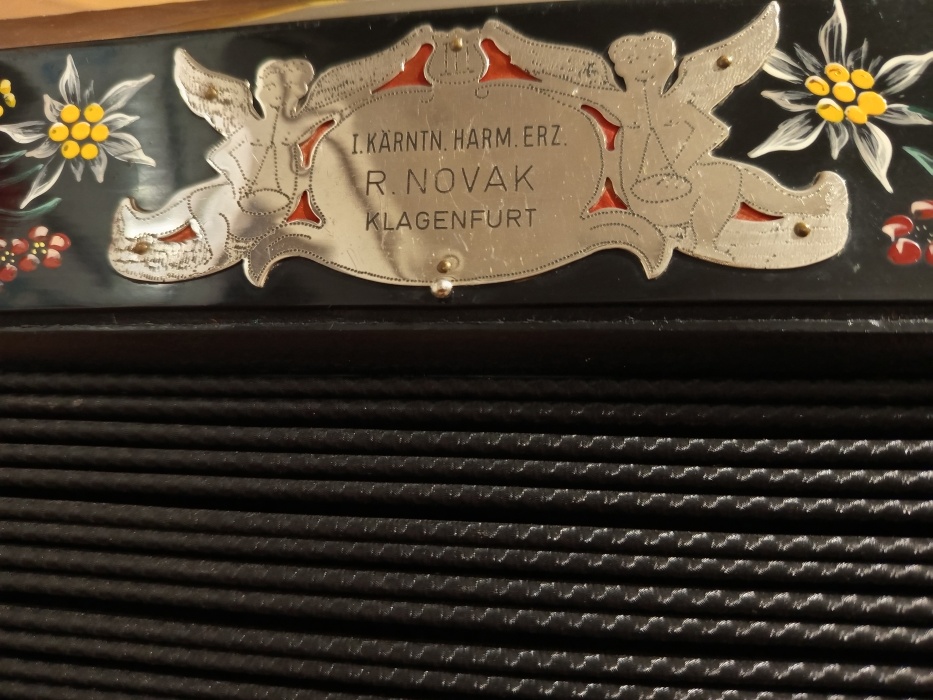 I. KÄRNTN. HARM. ERZ.
R. NOVAK
KLAGENFURT